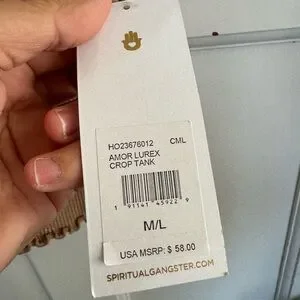 HO23676012 CML
AMOR LUREX
CROP TANK
1 91141 45922 9
M/L
USA MSRP: $ 58.00
SPIRITUALGANGSTER.COM